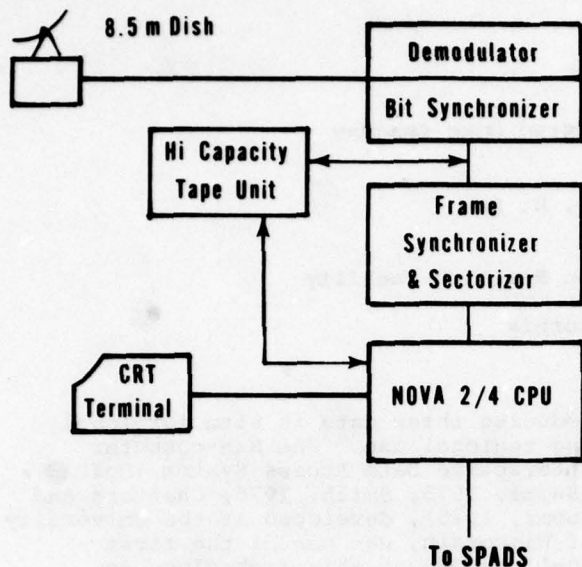 8.5 m Dish
Demodulator
Bit Synchronizer
Hi Capacity
Tape Unit
Frame
Synchronizer
& Sectorizor
CRT
Terminal
NOVA 2/4 CPU
To SPADS